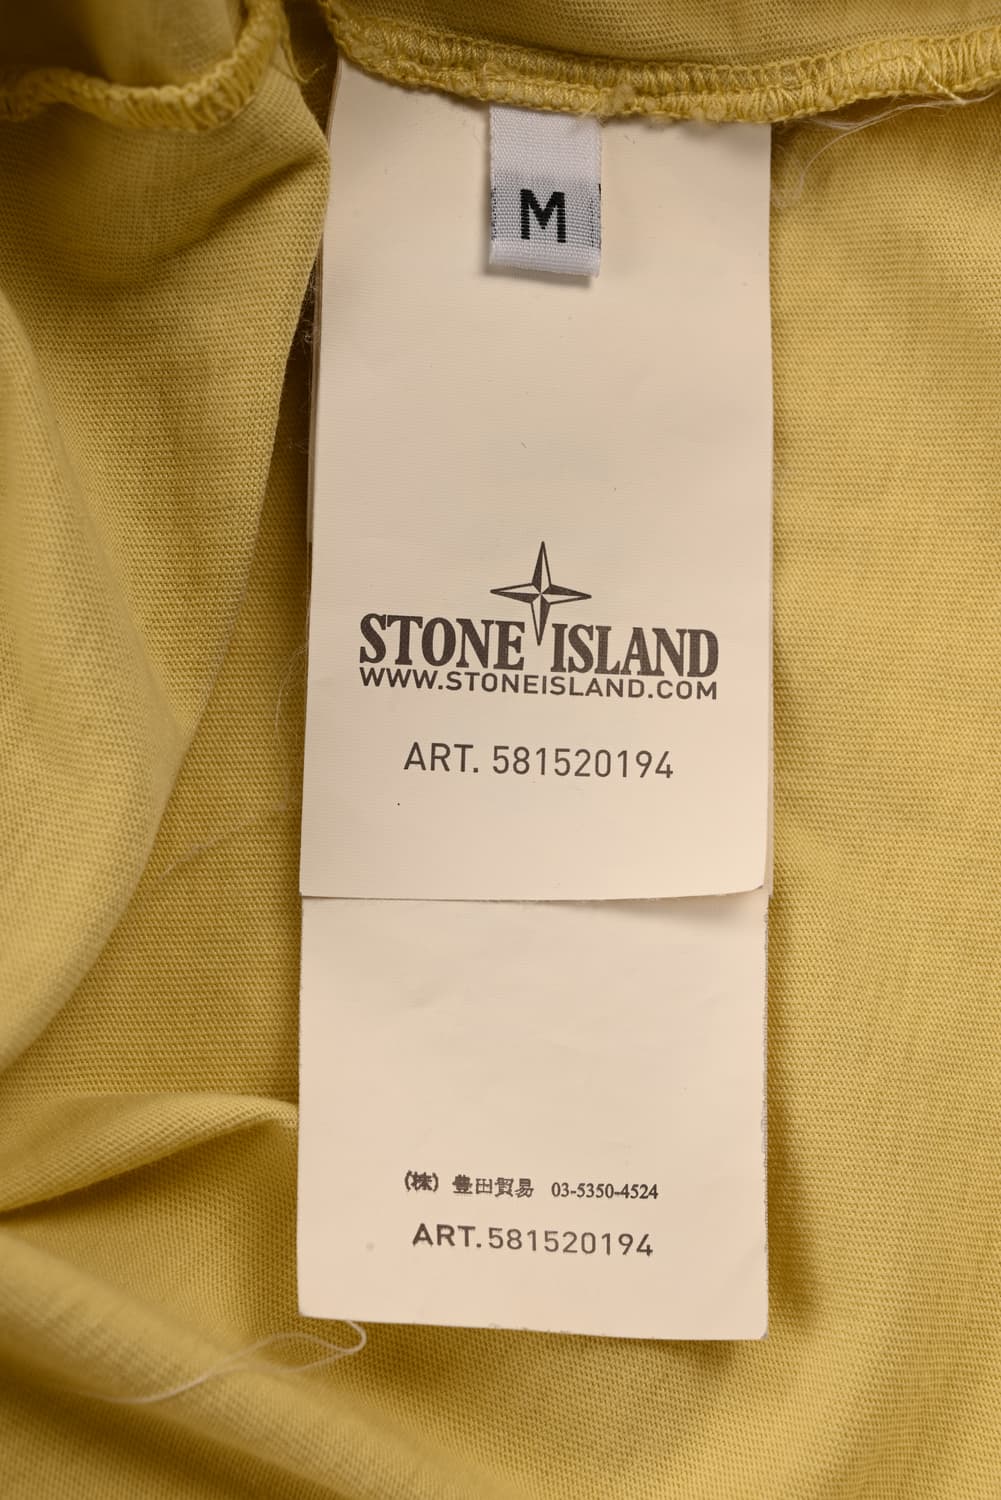 M
STONE ISLAND
WWW.STONEISLAND.COM
ART. 581520194
(株) 豊田貿易 03-5350-4524
ART. 581520194